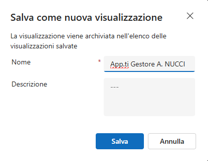 Salva come nuova visualizzazione
La visualizzazione viene archiviata nell'elenco delle
visualizzazioni salvate
Nome * App.ti Gestore A. NUCCI
Descrizione ---
Salva Annulla